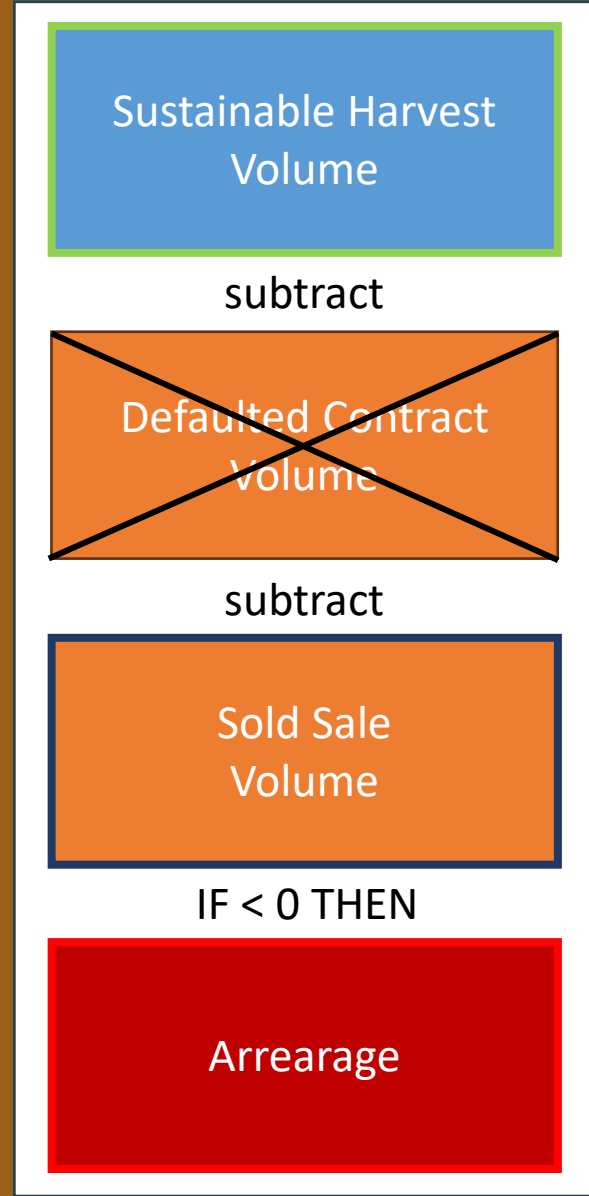 Sustainable Harvest
Volume
subtract
Defaulted Contract
Volume
subtract
Sold Sale
Volume
IF < 0 THEN
Arrearage